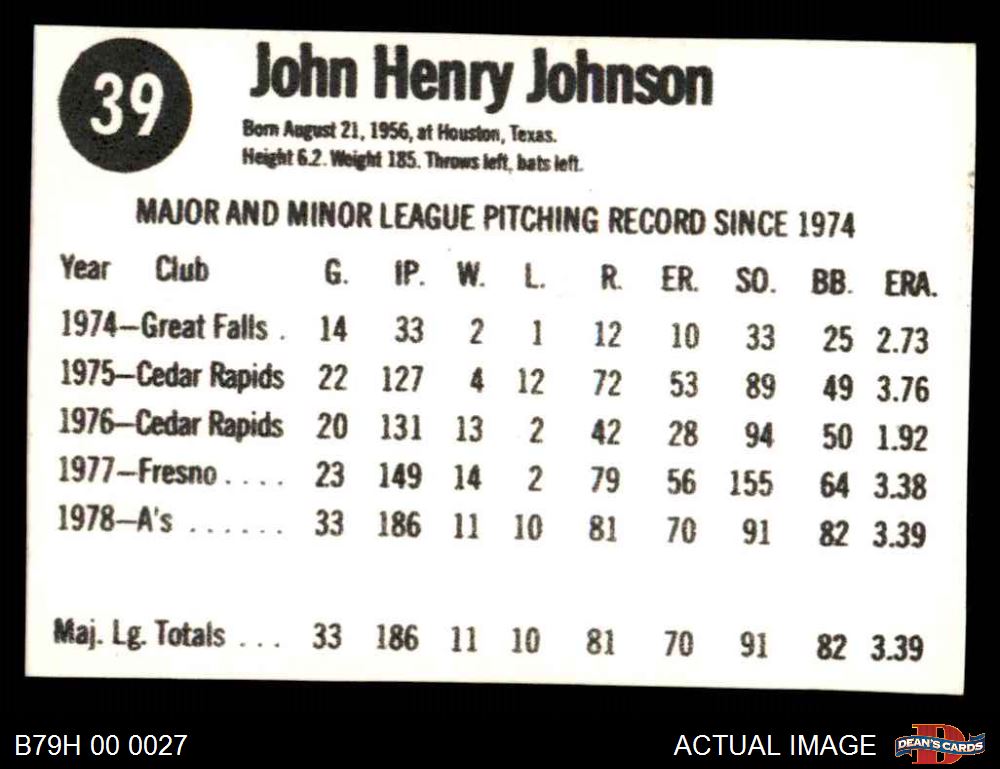 39
John Henry Johnson
Born August 21, 1956, at Houston, Texas.
Height 6.2. Weight 185. Throws left, bats left.
MAJOR AND MINOR LEAGUE PITCHING RECORD SINCE 1974
Year Club G. IP. W. L. R. ER. SO. BB. ERA.
1974—Great Falls . 14 33 2 1 12 10 33 25 2.73
1975—Cedar Rapids 22 127 4 12 72 53 89 49 3.76
1976—Cedar Rapids 20 131 13 2 42 28 94 50 1.92
1977—Fresno . . . . 23 149 14 2 79 56 155 64 3.38
1978—A's . . . . . . 33 186 11 10 81 70 91 82 3.39
Maj. Lg. Totals . . . 33 186 11 10 81 70 91 82 3.39
B79H 00 0027
ACTUAL IMAGE
DEAN'S CARDS